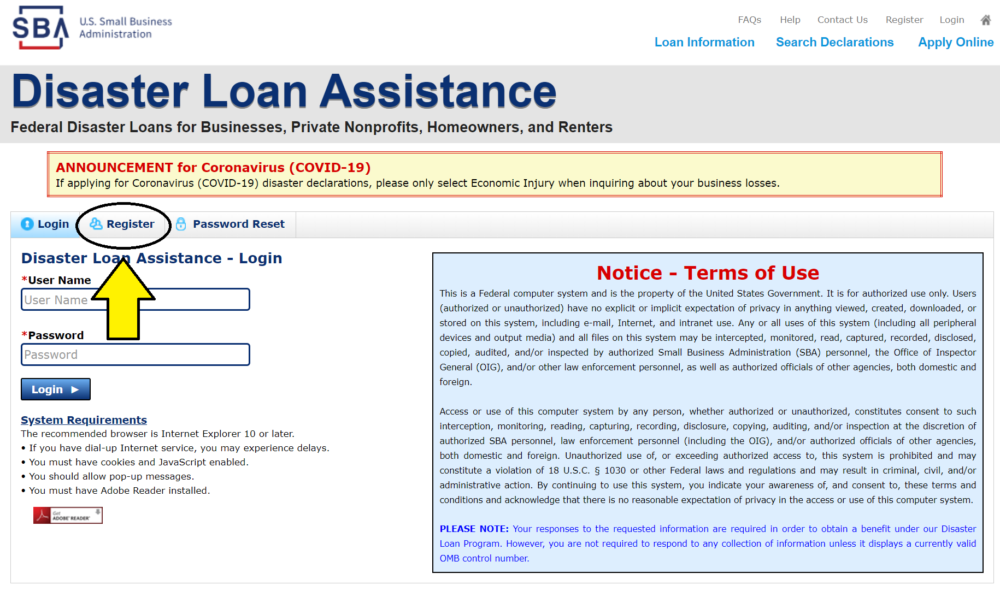 SBA
U.S. Small Business
Administration
FAQs Help Contact Us Register Login
Loan Information Search Declarations Apply Online
Disaster Loan Assistance
Federal Disaster Loans for Businesses, Private Nonprofits, Homeowners, and Renters
ANNOUNCEMENT for Coronavirus (COVID-19)
If applying for Coronavirus (COVID-19) disaster declarations, please only select Economic Injury when inquiring about your business losses.
Login Register Password Reset
Disaster Loan Assistance - Login
*User Name
User Name
*Password
Password
Login ►
System Requirements
The recommended browser is Internet Explorer 10 or later.
• If you have dial-up Internet service, you may experience delays.
• You must have cookies and JavaScript enabled.
• You should allow pop-up messages.
• You must have Adobe Reader installed.
Get
ADOBE® READER®
Notice - Terms of Use
This is a Federal computer system and is the property of the United States Government. It is for authorized use only. Users
(authorized or unauthorized) have no explicit or implicit expectation of privacy in anything viewed, created, downloaded, or
stored on this system, including e-mail, Internet, and intranet use. Any or all uses of this system (including all peripheral
devices and output media) and all files on this system may be intercepted, monitored, read, captured, recorded, disclosed,
copied, audited, and/or inspected by authorized Small Business Administration (SBA) personnel, the Office of Inspector
General (OIG), and/or other law enforcement personnel, as well as authorized officials of other agencies, both domestic and
foreign.
Access or use of this computer system by any person, whether authorized or unauthorized, constitutes consent to such
interception, monitoring, reading, capturing, recording, disclosure, copying, auditing, and/or inspection at the discretion of
authorized SBA personnel, law enforcement personnel (including the OIG), and/or authorized officials of other agencies,
both domestic and foreign. Unauthorized use of, or exceeding authorized access to, this system is prohibited and may
constitute a violation of 18 U.S.C. § 1030 or other Federal laws and regulations and may result in criminal, civil, and/or
administrative action. By continuing to use this system, you indicate your awareness of, and consent to, these terms and
conditions and acknowledge that there is no reasonable expectation of privacy in the access or use of this computer system.
PLEASE NOTE: Your responses to the requested information are required in order to obtain a benefit under our Disaster
Loan Program. However, you are not required to respond to any collection of information unless it displays a currently valid
OMB control number.